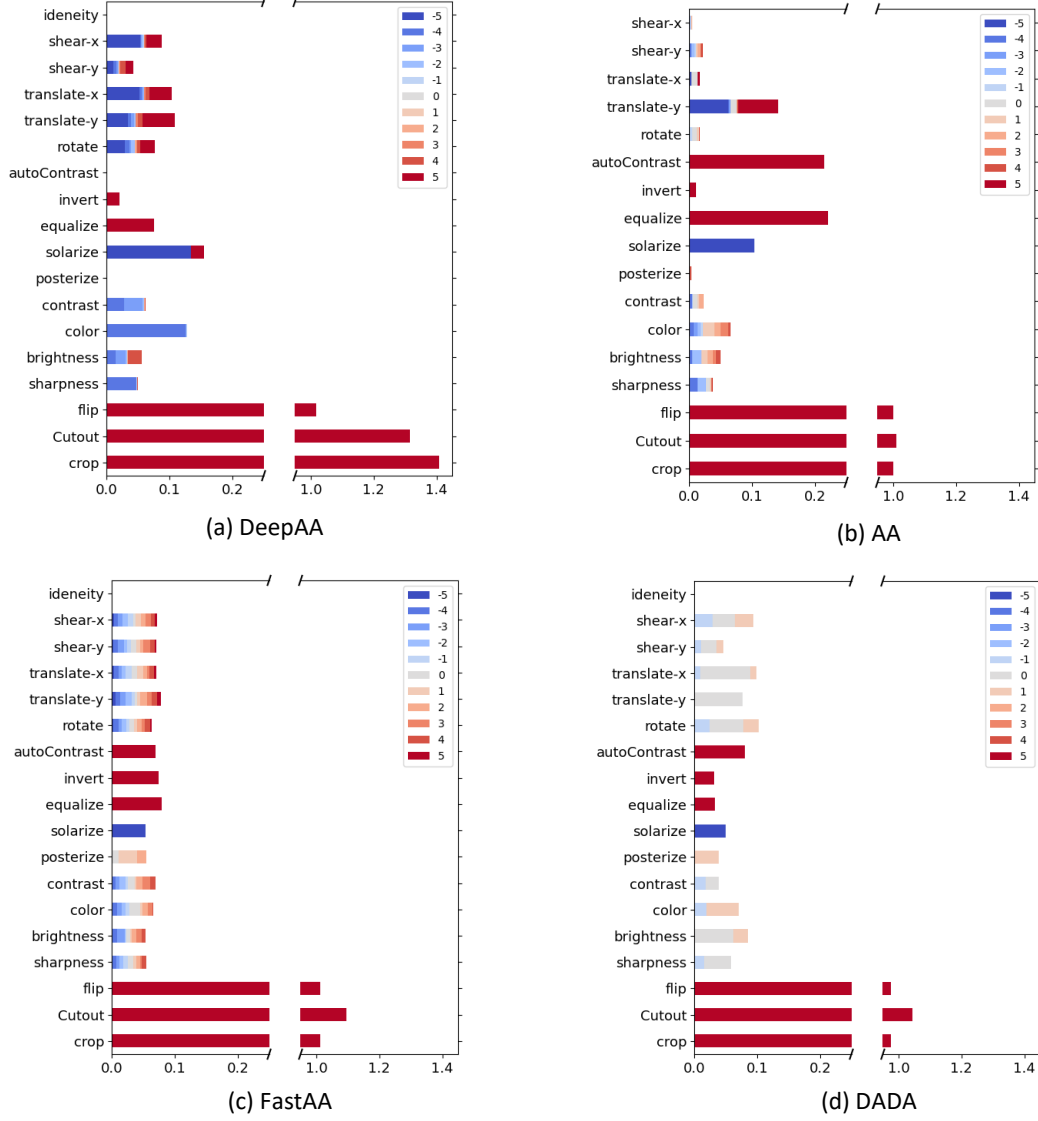 ideneity
shear-x
shear-y
translate-x
translate-y
rotate
autoContrast
invert
equalize
solarize
posterize
contrast
color
brightness
sharpness
flip
Cutout
crop
0.0 0.1 0.2 1.0 1.2 1.4
-5
-4
-3
-2
-1
0
1
2
3
4
5
(a) DeepAA
shear-x
shear-y
translate-x
translate-y
rotate
autoContrast
invert
equalize
solarize
posterize
contrast
color
brightness
sharpness
flip
Cutout
crop
0.0 0.1 0.2 1.0 1.2 1.4
-5
-4
-3
-2
-1
0
1
2
3
4
5
(b) AA
ideneity
shear-x
shear-y
translate-x
translate-y
rotate
autoContrast
invert
equalize
solarize
posterize
contrast
color
brightness
sharpness
flip
Cutout
crop
0.0 0.1 0.2 1.0 1.2 1.4
-5
-4
-3
-2
-1
0
1
2
3
4
5
(c) FastAA
ideneity
shear-x
shear-y
translate-x
translate-y
rotate
autoContrast
invert
equalize
solarize
posterize
contrast
color
brightness
sharpness
flip
Cutout
crop
0.0 0.1 0.2 1.0 1.2 1.4
-5
-4
-3
-2
-1
0
1
2
3
4
5
(d) DADA